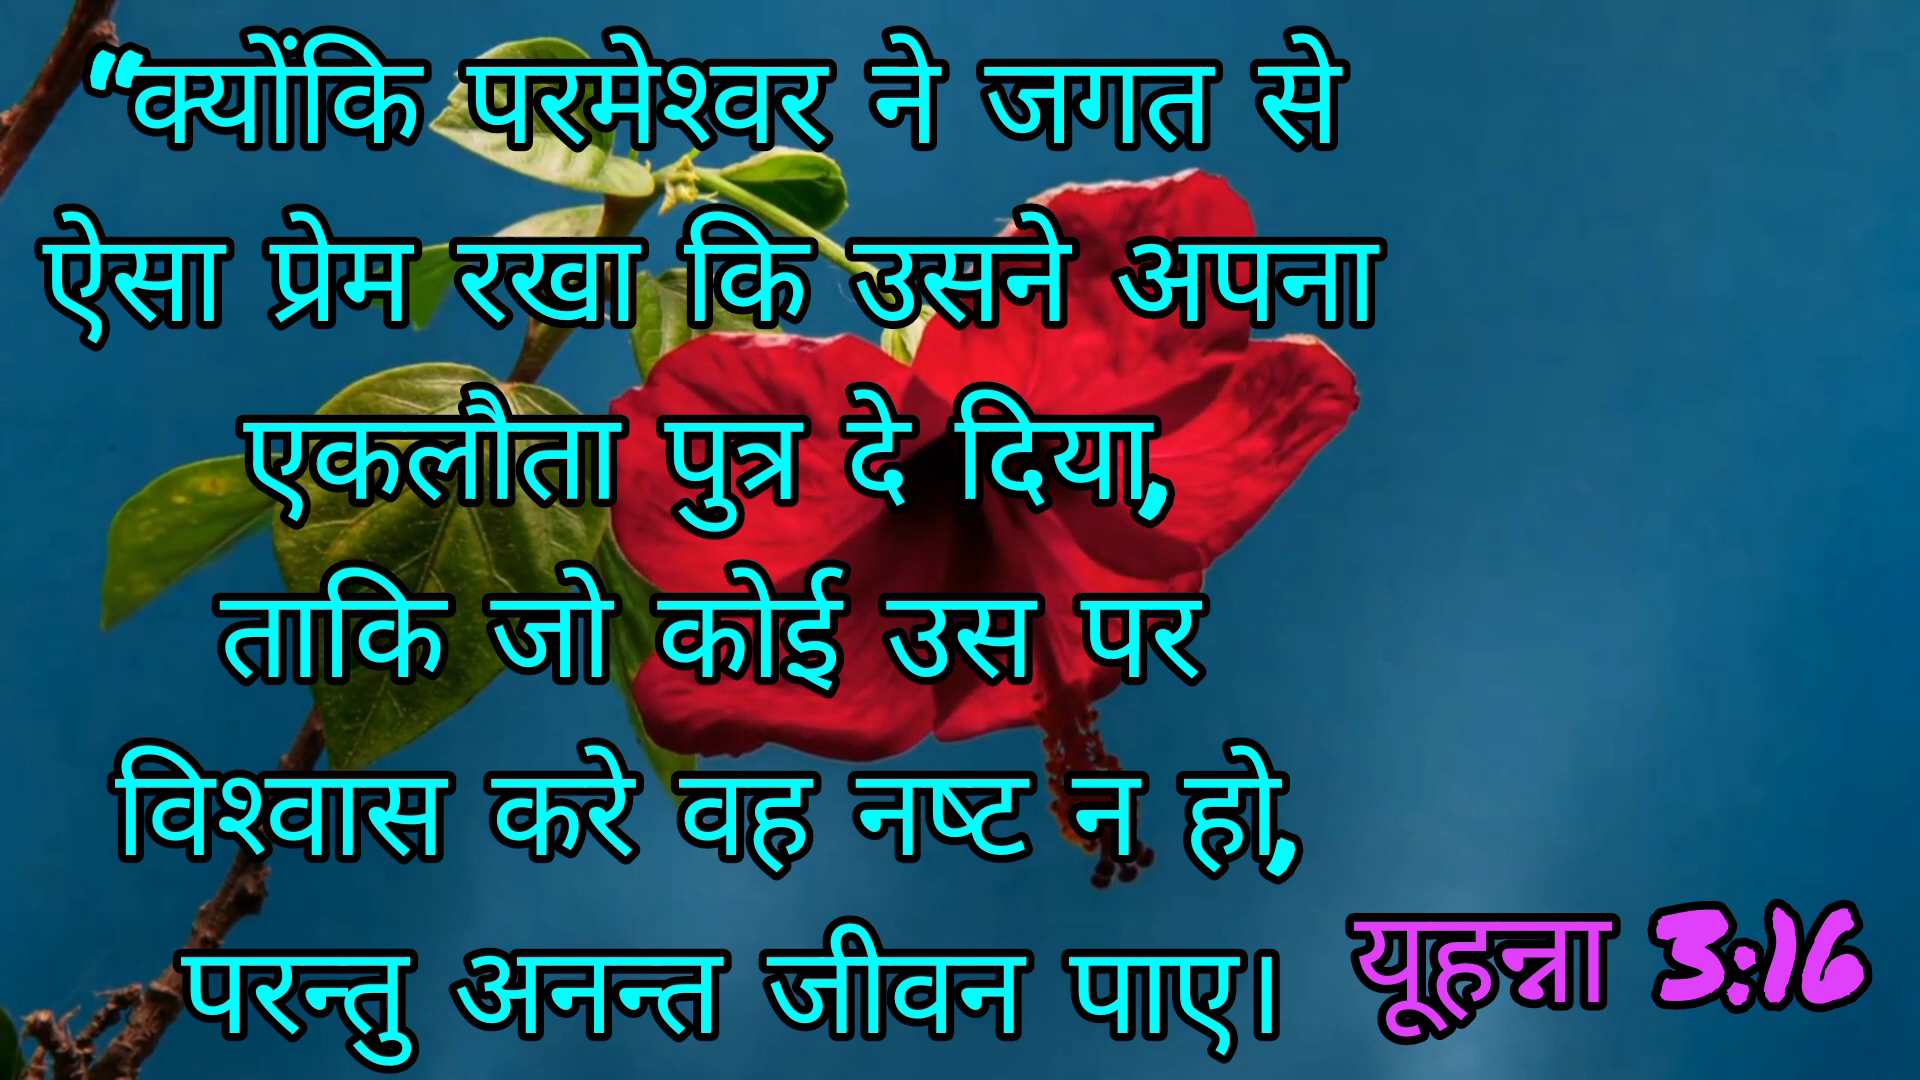 “क्योंकि परमेश्वर ने जगत से
ऐसा प्रेम रखा कि उसने अपना
एकलौता पुत्र दे दिया,
ताकि जो कोई उस पर
विश्वास करे वह नष्ट न हो,
परन्तु अनन्त जीवन पाए।
यूहन्ना 3:16